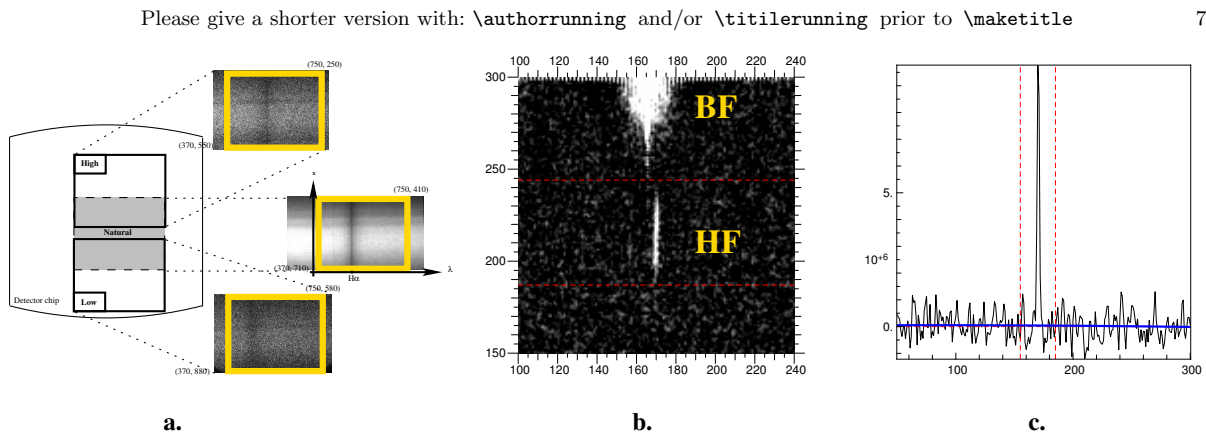 Please give a shorter version with: \authorrunning and/or \titilerunning prior to \maketitle 7
(750, 250)
(370, 550)
High
Natural
Low
Detector chip
x
(750, 410)
(370, 710)
Hα
λ
(750, 580)
(370, 880)
a.
100 120 140 160 180 200 220 240
300
250
200
150
BF
HF
100 120 140 160 180 200 220 240
b.
5.
10+6
0.
100 200 300
c.